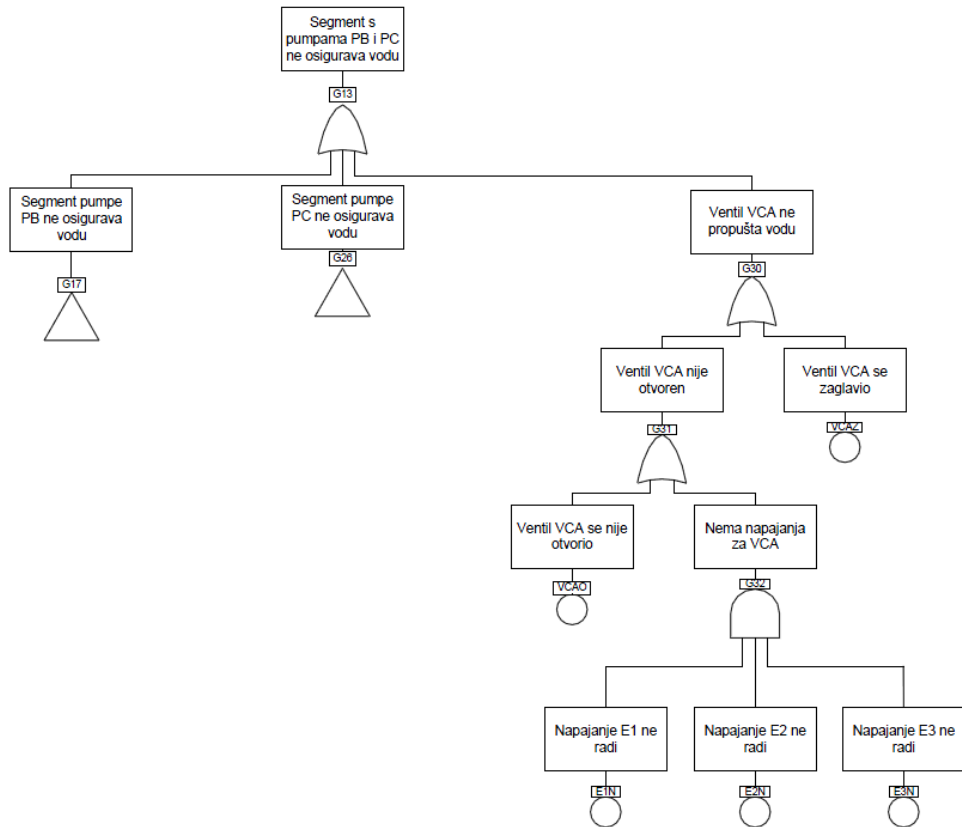 Segment s
pumpama PB i PC
ne osigurava vodu
G13
Segment pumpe
PB ne osigurava
vodu
G17
Segment pumpe
PC ne osigurava
vodu
G26
Ventil VCA ne
propušta vodu
G30
Ventil VCA nije
otvoren
G31
Ventil VCA se
zaglavio
VCAZ
Ventil VCA se nije
otvorio
VCAO
Nema napajanja
za VCA
G32
Napajanje E1 ne
radi
E1N
Napajanje E2 ne
radi
E2N
Napajanje E3 ne
radi
E3N